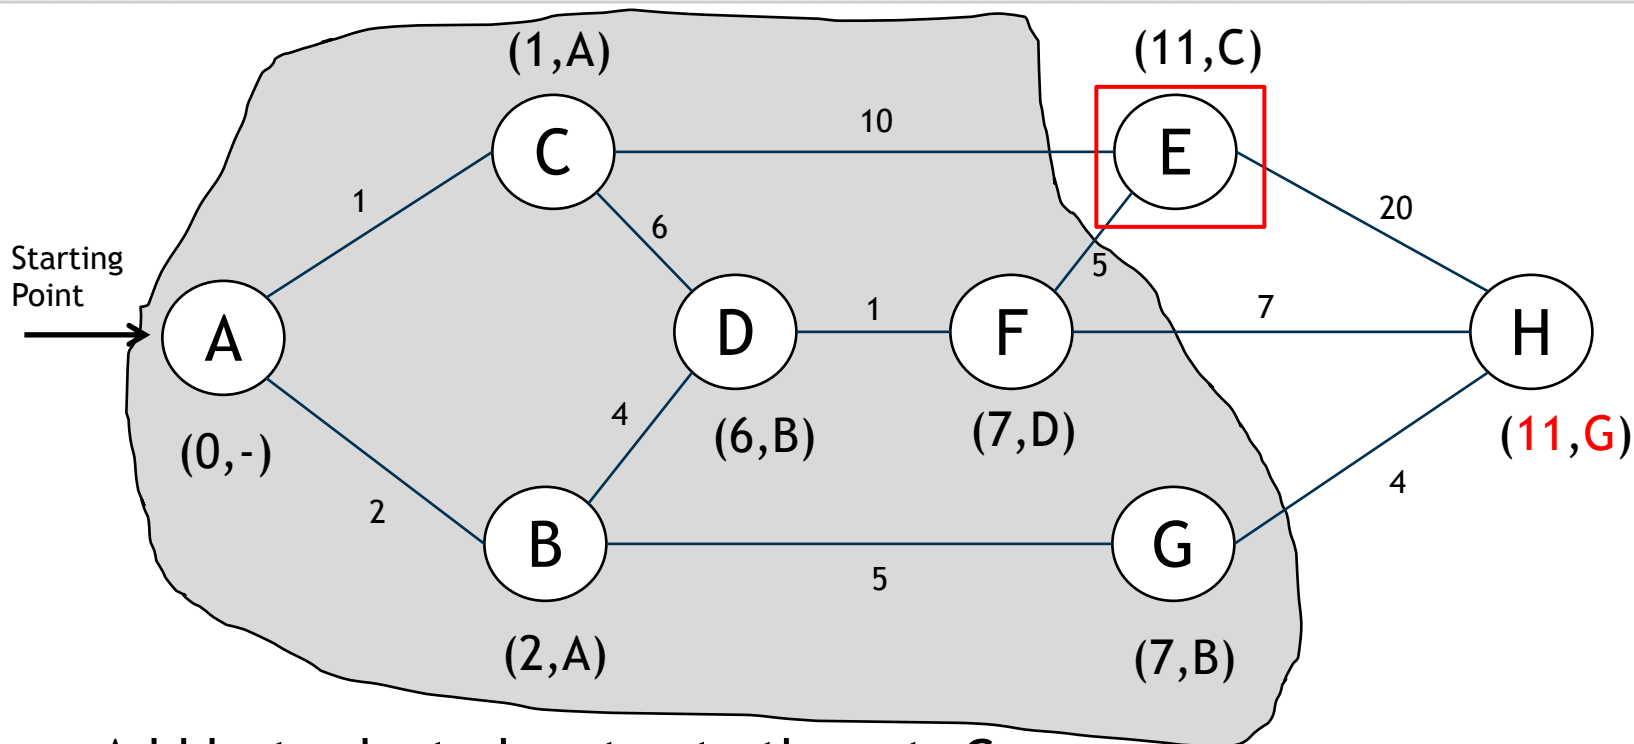 (1,A)
(11,C)
10
C
E
1
6
20
Starting
Point
5
7
1
A
D
F
H
4
(0,-)
(6,B)
(7,D)
(11,G)
2
4
B
G
5
(2,A)
(7,B)